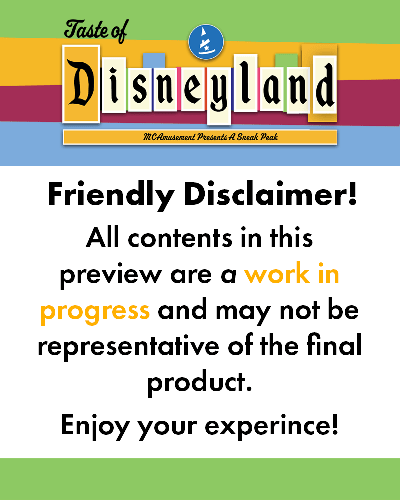 Taste of
Disneyland
MCAmusement Presents A Sneak Peak
Friendly Disclaimer!
All contents in this
preview are a work in
progress and may not be
representative of the final
product.
Enjoy your experince!